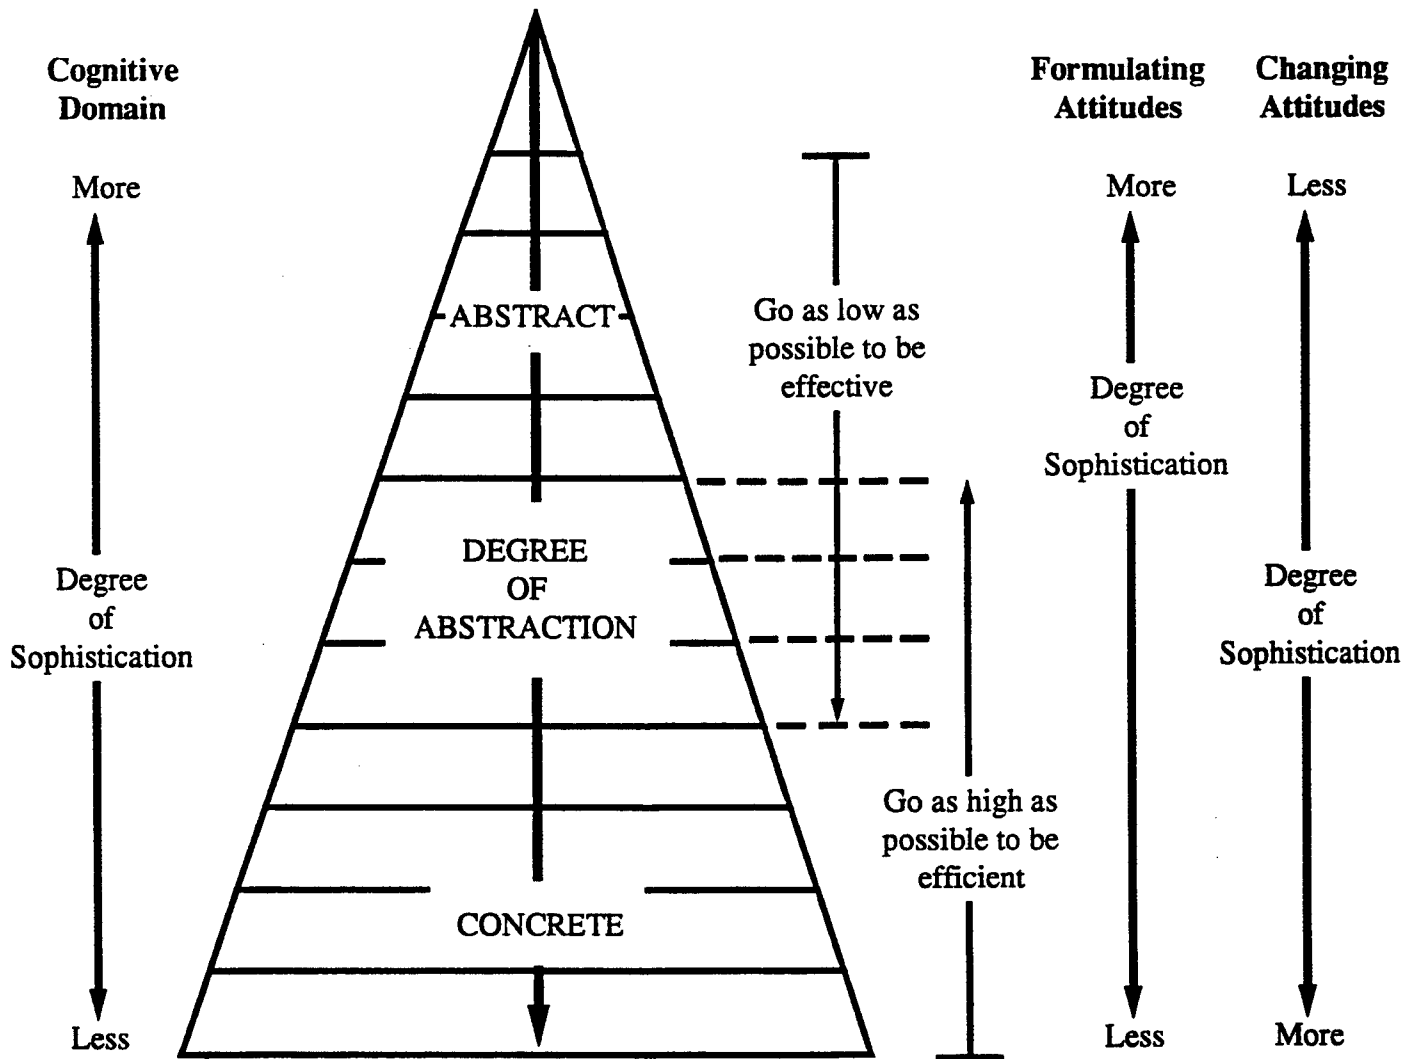 Cognitive
Domain
More
Degree
of
Sophistication
Less
ABSTRACT
DEGREE
OF
ABSTRACTION
CONCRETE
Go as low as
possible to be
effective
Go as high as
possible to be
efficient
Formulating
Attitudes
More
Degree
of
Sophistication
Less
Changing
Attitudes
Less
Degree
of
Sophistication
More